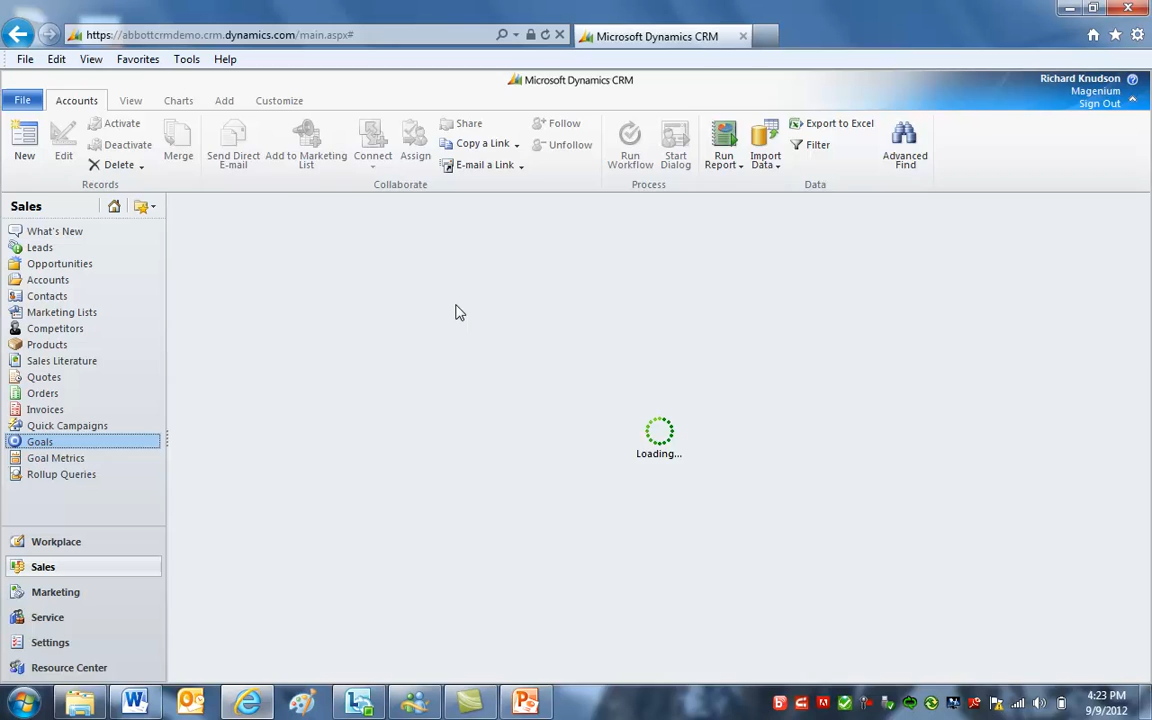 https://abbottcrmdemo.crm.dynamics.com/main.aspx#
Microsoft Dynamics CRM
File Edit View Favorites Tools Help
Microsoft Dynamics CRM
Richard Knudson
Magenium
Sign Out
File Accounts View Charts Add Customize
New
Edit
Activate
Deactivate
Delete
Merge
Records
Send Direct E-mail
Add to Marketing List
Connect
Assign
Share
Copy a Link
E-mail a Link
Follow
Unfollow
Collaborate
Run Workflow
Start Dialog
Process
Run Report
Import Data
Export to Excel
Filter
Advanced Find
Data
Sales
What's New
Leads
Opportunities
Accounts
Contacts
Marketing Lists
Competitors
Products
Sales Literature
Quotes
Orders
Invoices
Quick Campaigns
Goals
Goal Metrics
Rollup Queries
Loading...
Workplace
Sales
Marketing
Service
Settings
Resource Center
4:23 PM
9/9/2012